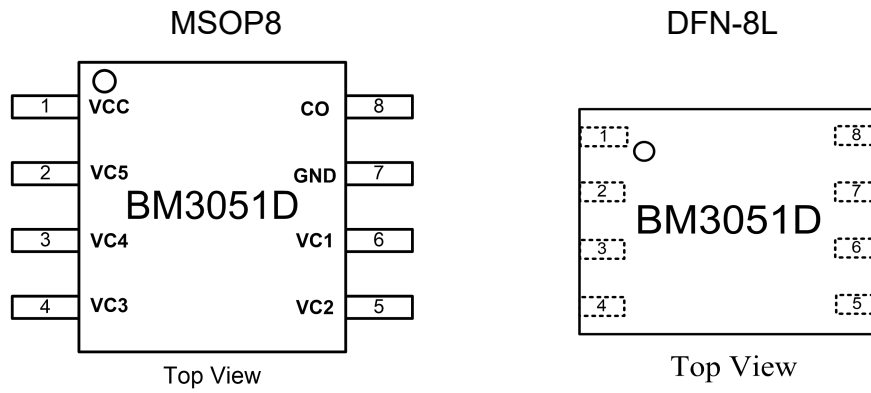 MSOP8
1 VCC CO 8
2 VC5 GND 7
BM3051D
3 VC4 VC1 6
4 VC3 VC2 5
Top View
DFN-8L
1 8
2 7
BM3051D
3 6
4 5
Top View